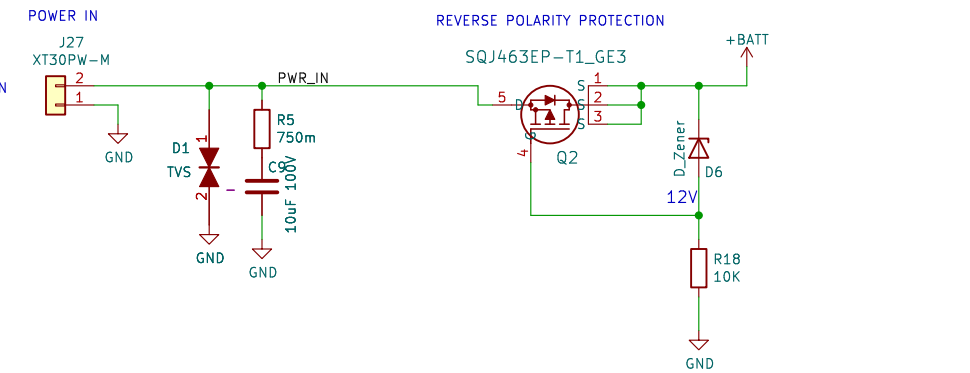 POWER IN
REVERSE POLARITY PROTECTION
J27
XT30PW-M
2
1
GND
N
PWR_IN
D1
TVS
1
2
GND
R5
750m
C9
10uF 100V
GND
SQJ463EP-T1_GE3
5
D
S
S
S
1
2
3
G
4
Q2
+BATT
D_Zener
D6
12V
R18
10K
GND